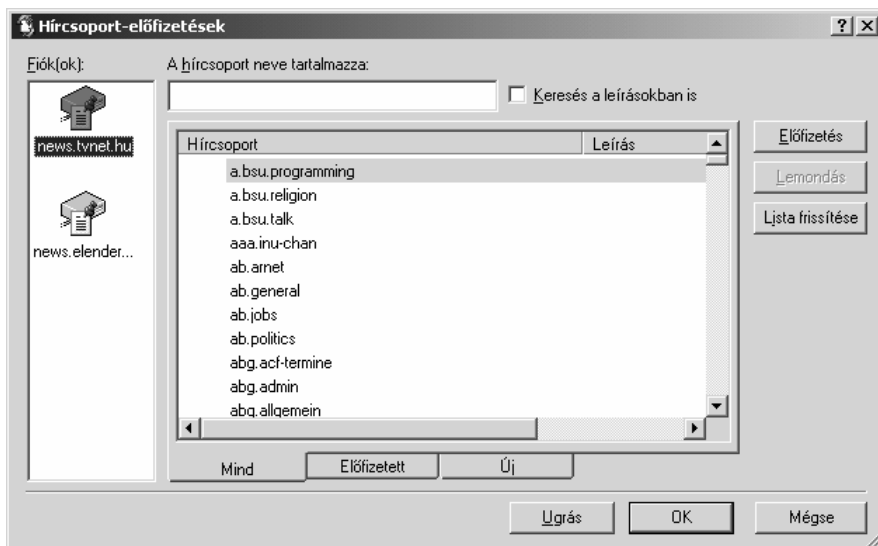 Hírcsoport-előfizetések
Fiók(ok):
A hírcsoport neve tartalmazza:
Keresés a leírásokban is
news.tvnet.hu
news.elender...
Hírcsoport Leírás
a.bsu.programming
a.bsu.religion
a.bsu.talk
aaa.inu-chan
ab.arnet
ab.general
ab.jobs
ab.politics
abg.acf-termine
abg.admin
abg.allgemein
Előfizetés
Lemondás
Lista frissítése
Mind Előfizetett Új
Ugrás OK Mégse